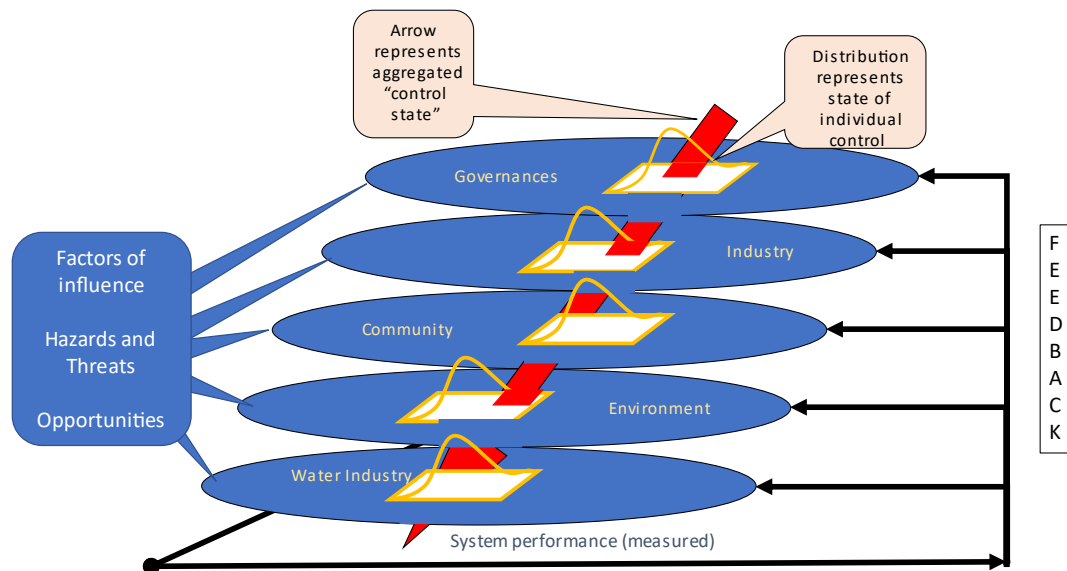 Arrow
represents
aggregated
“control
state”
Distribution
represents
state of
individual
control
Governances
Industry
Community
Environment
Water Industry
Factors of
influence
Hazards and
Threats
Opportunities
F
E
E
D
B
A
C
K
System performance (measured)